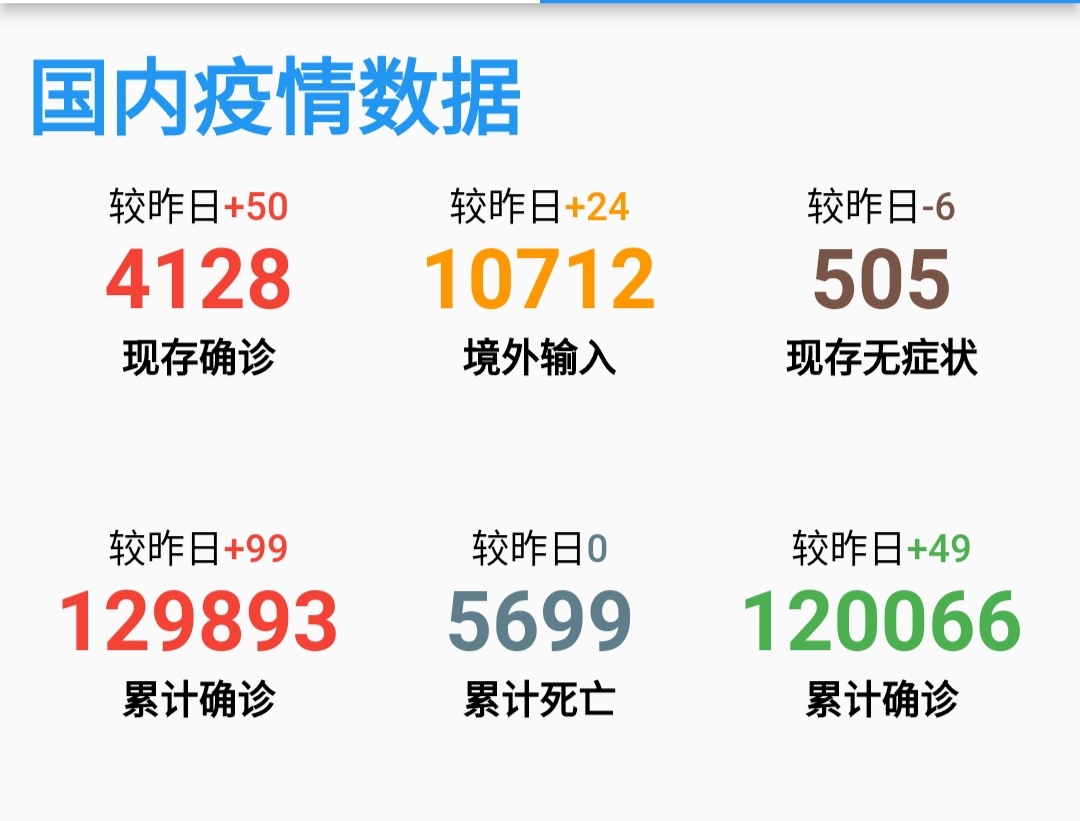 国内疫情数据
较昨日+50 较昨日+24 较昨日-6
4128 10712 505
现存确诊 境外输入 现存无症状
较昨日+99 较昨日0 较昨日+49
129893 5699 120066
累计确诊 累计死亡 累计确诊